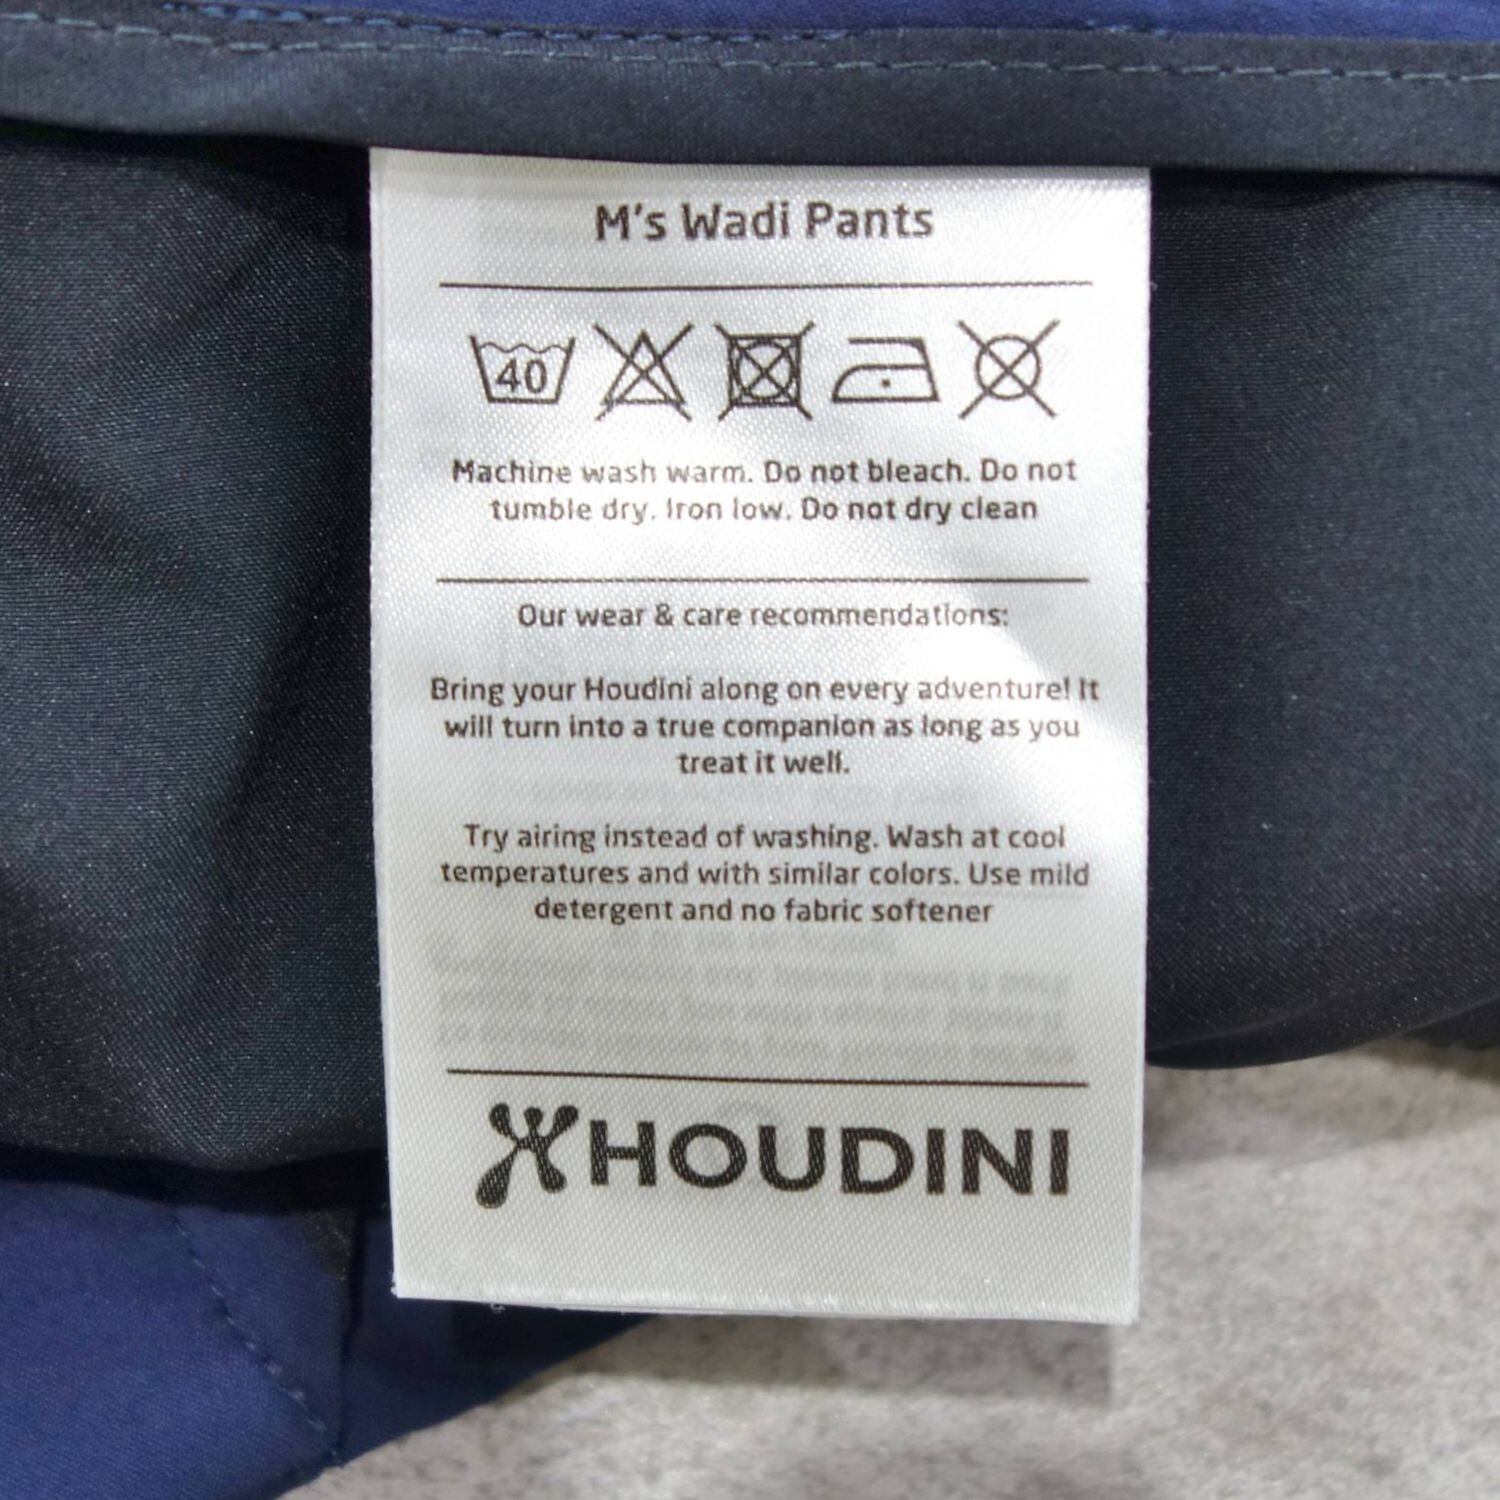 M's Wadi Pants
40
Machine wash warm. Do not bleach. Do not
tumble dry. Iron low. Do not dry clean
Our wear & care recommendations:
Bring your Houdini along on every adventure! It
will turn into a true companion as long as you
treat it well.
Try airing instead of washing. Wash at cool
temperatures and with similar colors. Use mild
detergent and no fabric softener
HOUDINI